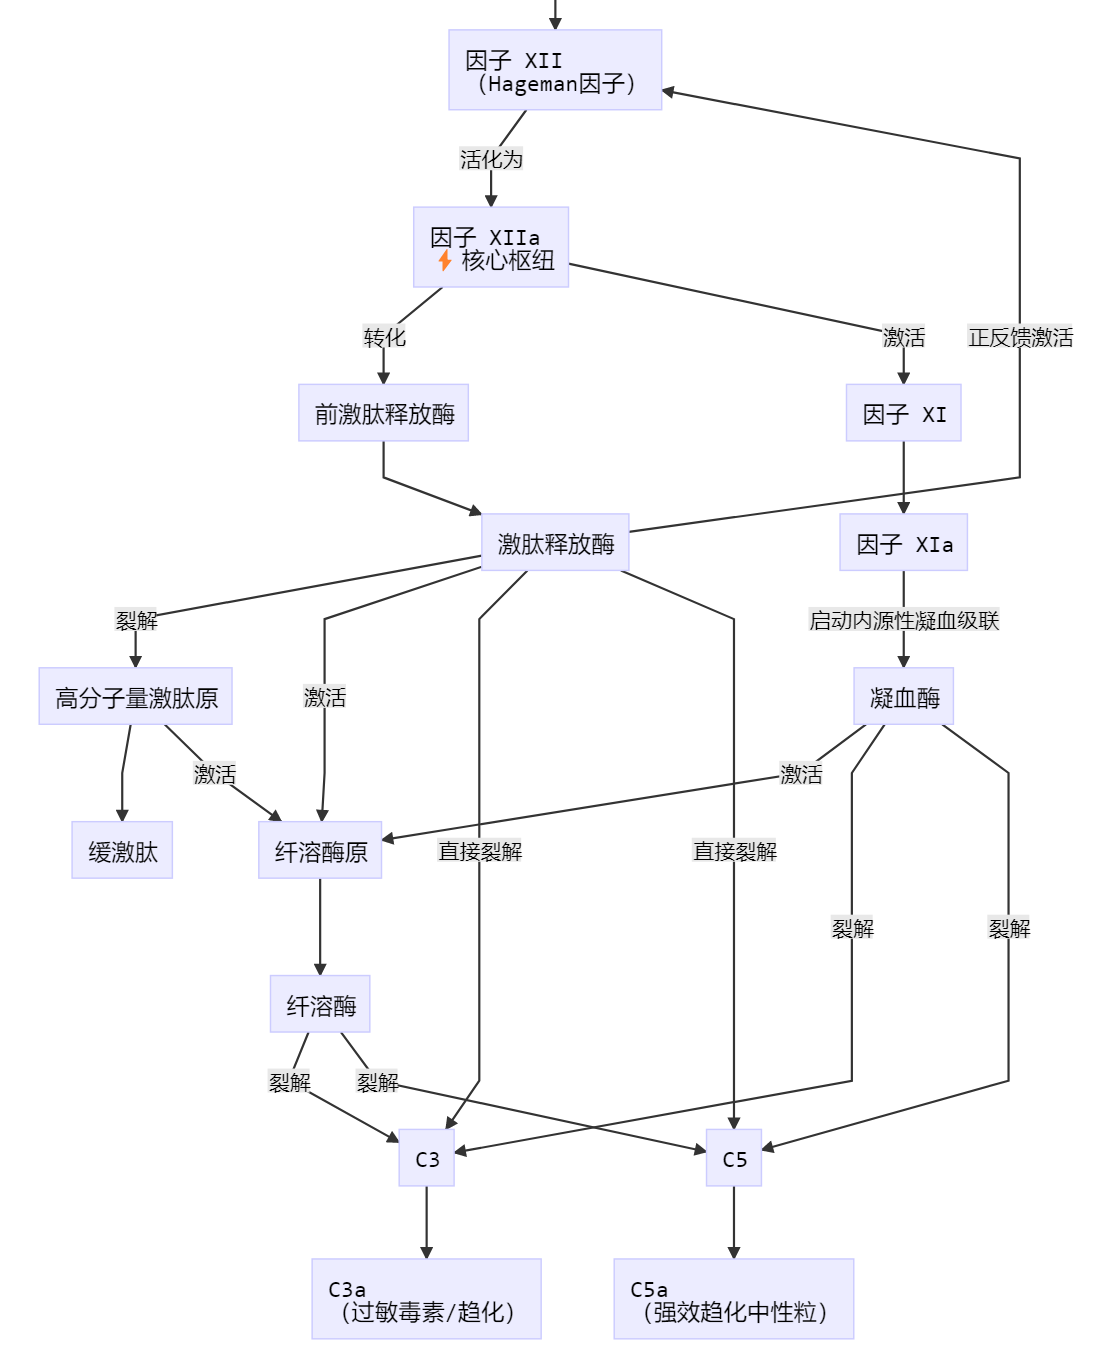 因子 XII
（Hageman因子）
活化为
因子 XIIa
⚡核心枢纽
转化
激活
正反馈激活
前激肽释放酶
因子 XI
激肽释放酶
因子 XIa
裂解
启动内源性凝血级联
高分子量激肽原
激活
凝血酶
激活
激活
缓激肽
纤溶酶原
直接裂解
直接裂解
裂解
裂解
纤溶酶
裂解
裂解
C3
C5
C3a
（过敏毒素/趋化）
C5a
（强效趋化中性粒）